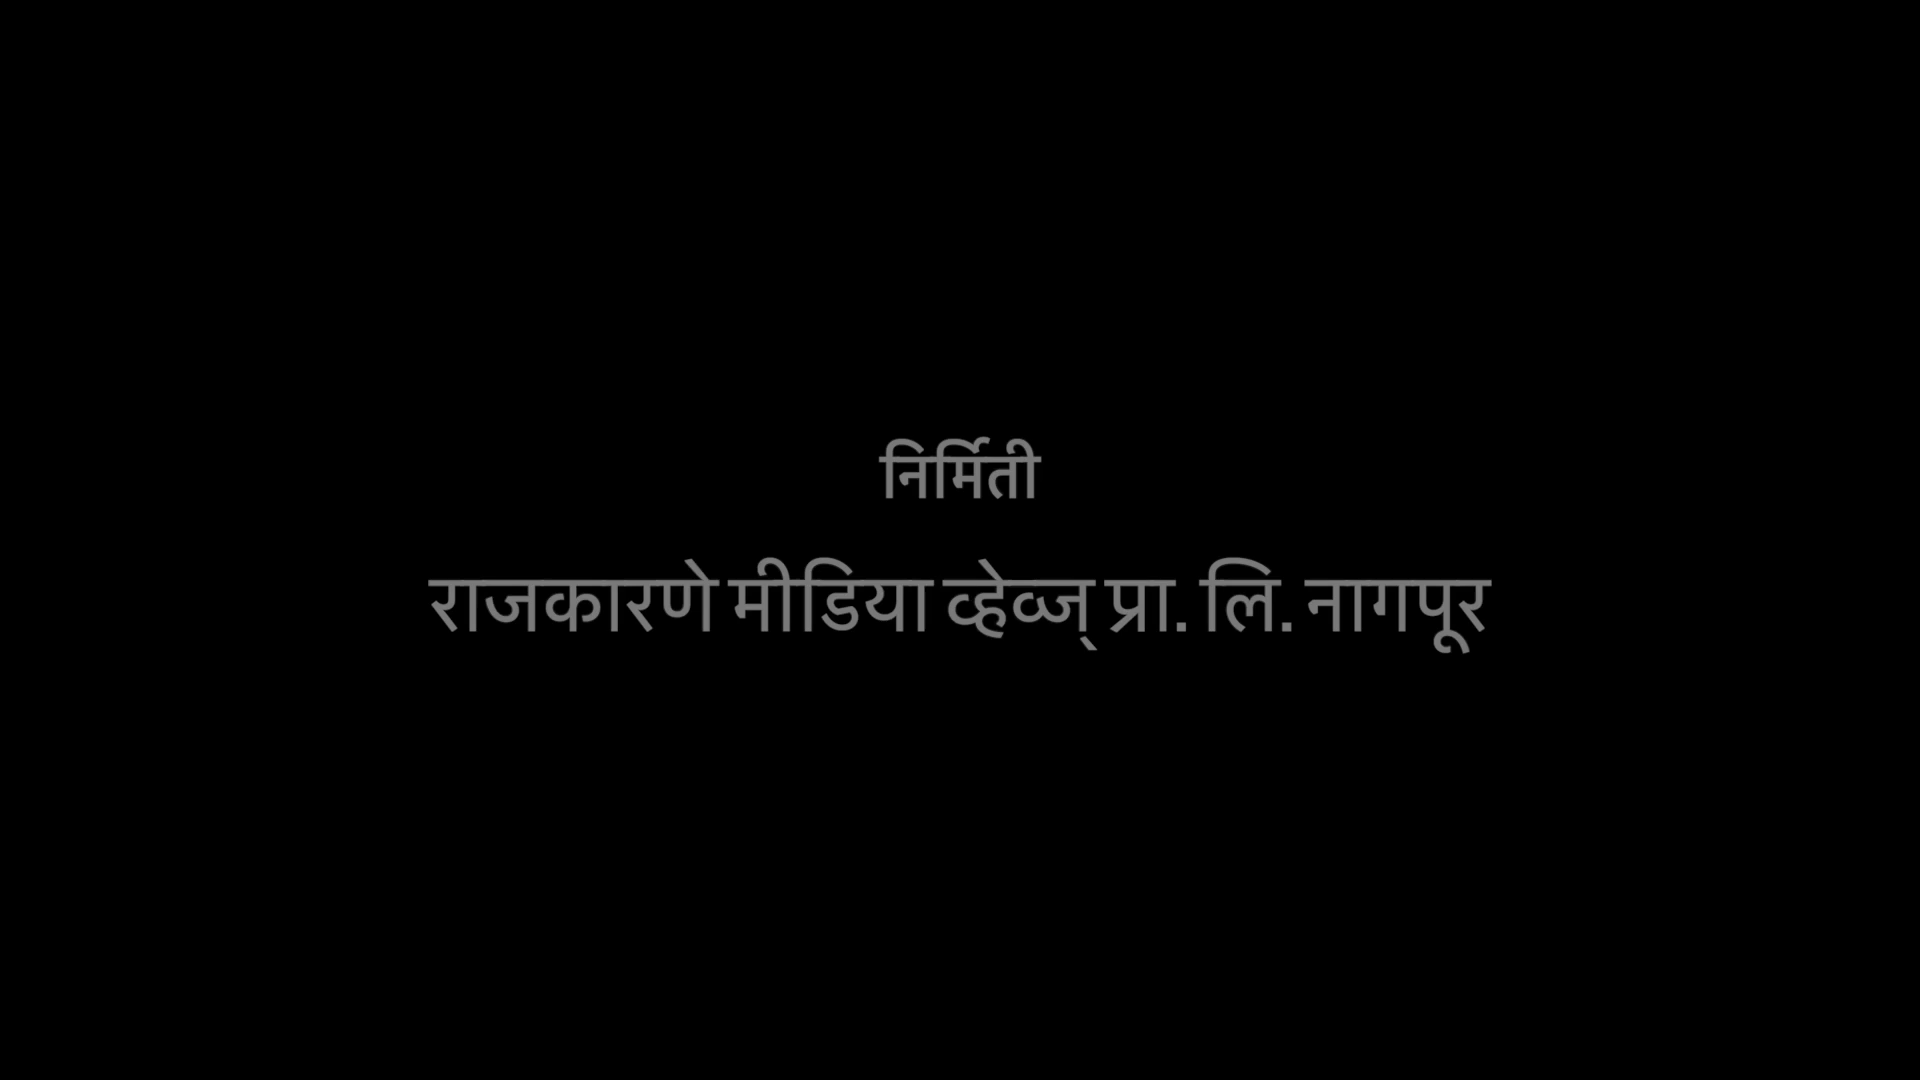 निर्मिती
राजकारणे मीडिया व्हेव्ज् प्रा. लि. नागपूर